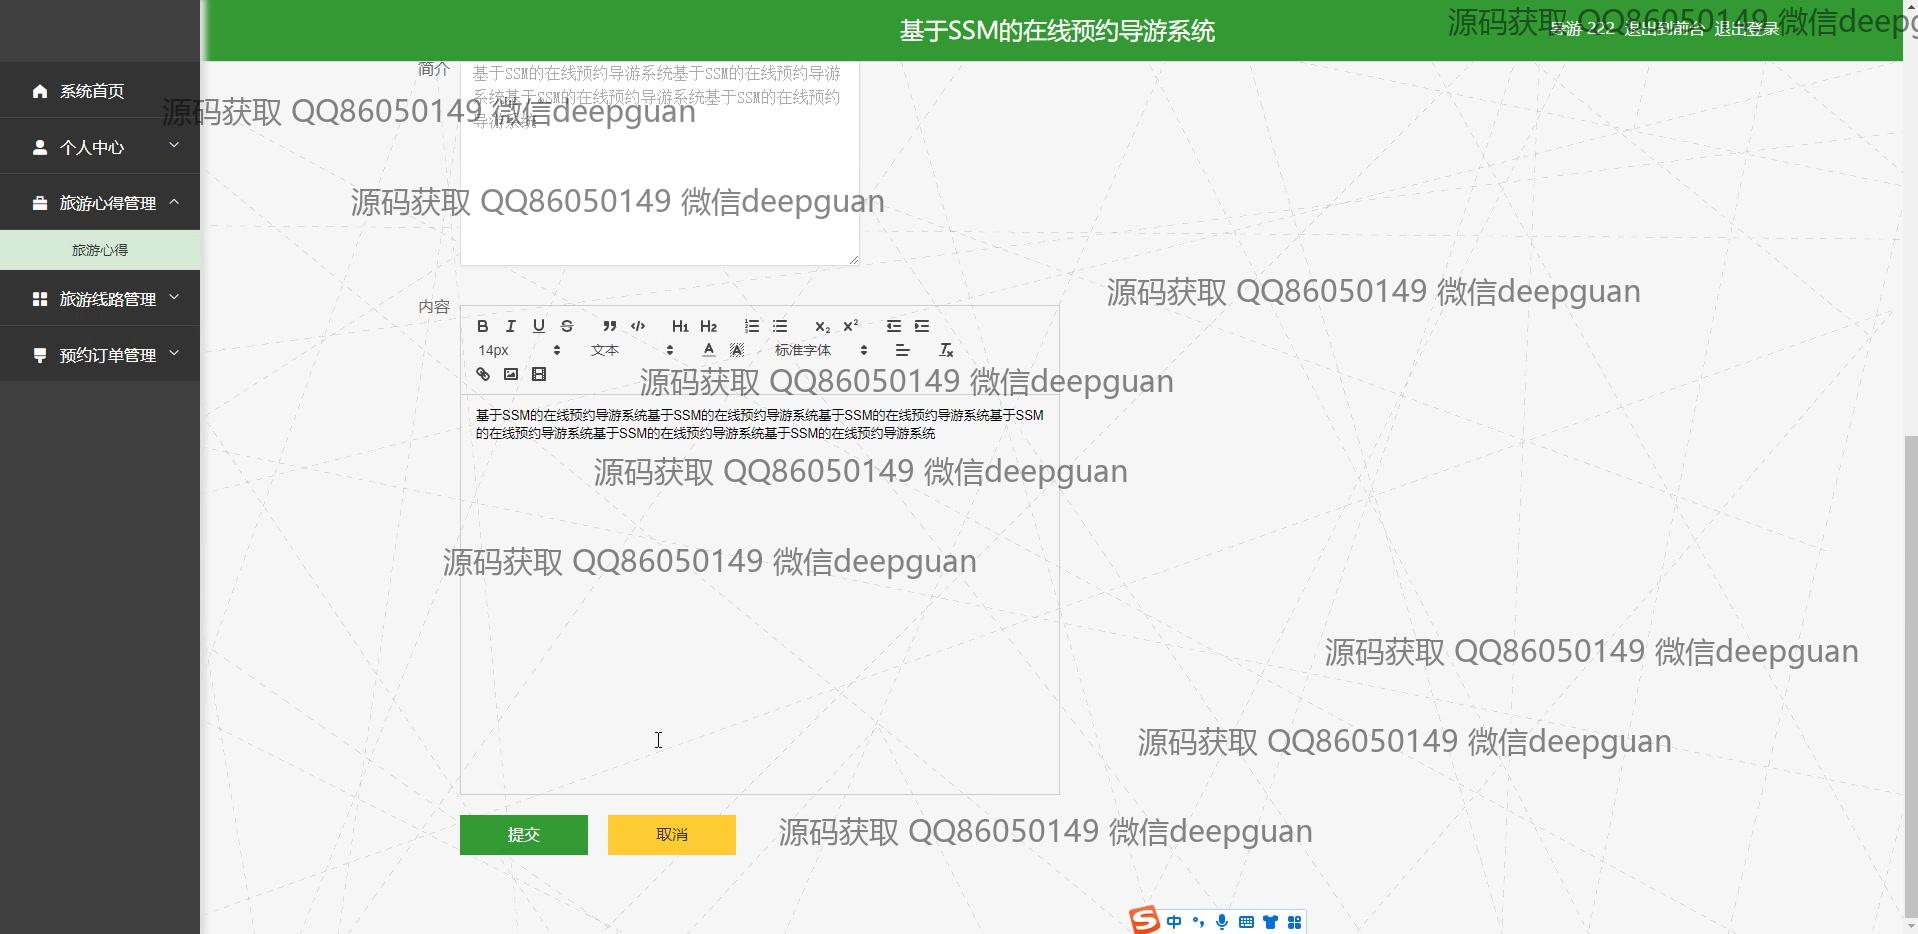 基于SSM的在线预约导游系统
导游 222 退出到前台 退出登录
源码获取 QQ86050149 微信deepg
系统首页
个人中心
旅游心得管理
旅游心得
旅游线路管理
预约订单管理
简介
基于SSM的在线预约导游系统基于SSM的在线预约导游
系统基于SSM的在线预约导游系统基于SSM的在线预约
导游系统
源码获取 QQ86050149 微信deepguan
源码获取 QQ86050149 微信deepguan
源码获取 QQ86050149 微信deepguan
内容
B I U S H1 H2 X2 X2
14px 文本 A A 标准字体 Tx
源码获取 QQ86050149 微信deepguan
基于SSM的在线预约导游系统基于SSM的在线预约导游系统基于SSM的在线预约导游系统基于SSM
的在线预约导游系统基于SSM的在线预约导游系统基于SSM的在线预约导游系统
源码获取 QQ86050149 微信deepguan
源码获取 QQ86050149 微信deepguan
源码获取 QQ86050149 微信deepguan
源码获取 QQ86050149 微信deepguan
提交 取消
源码获取 QQ86050149 微信deepguan
S 中